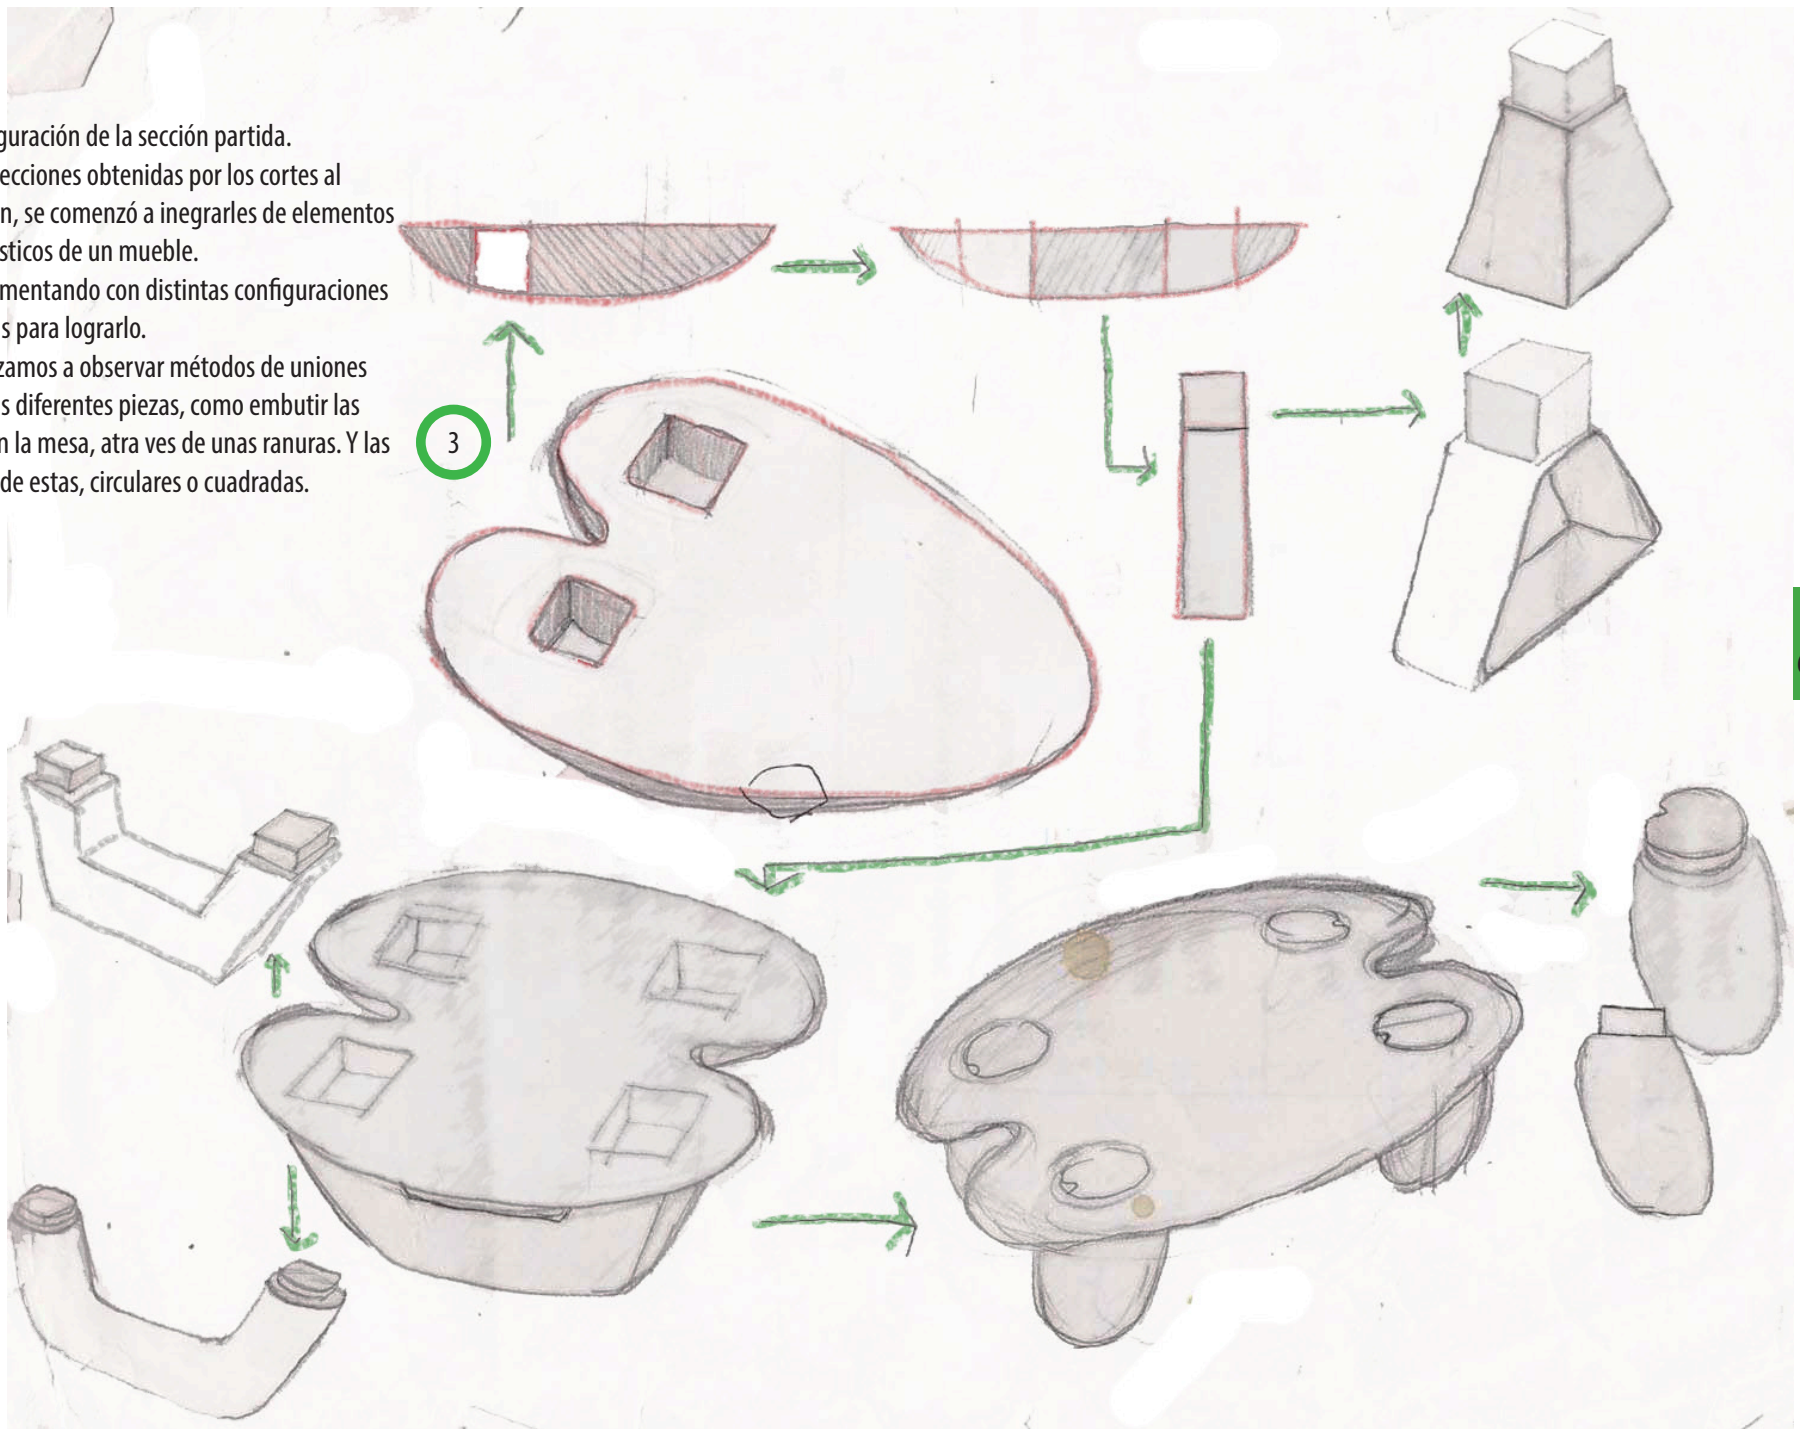 guración de la sección partida.
ecciones obtenidas por los cortes al
n, se comenzó a inegrarles de elementos
sticos de un mueble.
mentando con distintas configuraciones
s para lograrlo.
zamos a observar métodos de uniones
s diferentes piezas, como embutir las
n la mesa, atra ves de unas ranuras. Y las
de estas, circulares o cuadradas.
3